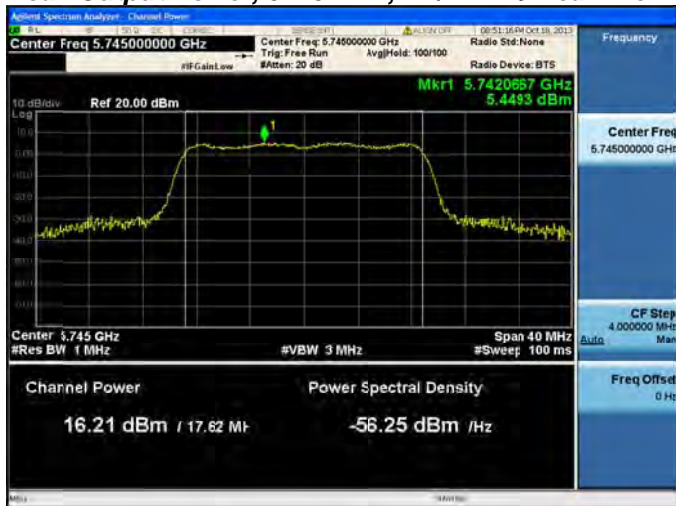 Agilent Spectrum Analyzer - Channel Power
RL
08:51:16 PM Oct 18, 2013
Center Freq 5.745000000 GHz
Center Freq: 5.745000000 GHz
Radio Std: None
Trig: Free Run
Avg|Hold: 100/100
#IFGain:Low
#Atten: 20 dB
Radio Device: BTS
Frequency
Mkr1 5.7420667 GHz
5.4493 dBm
10 dB/div
Ref 20.00 dBm
Log
1
Center Freq
5.745000000 GHz
Center 5.745 GHz
Span 40 MHz
#Res BW 1 MHz
#VBW 3 MHz
#Sweep 100 ms
CF Step
4.000000 MHz
Auto
Man
Channel Power
Power Spectral Density
16.21 dBm / 17.62 MH
-56.25 dBm /Hz
Freq Offset
0 Hz